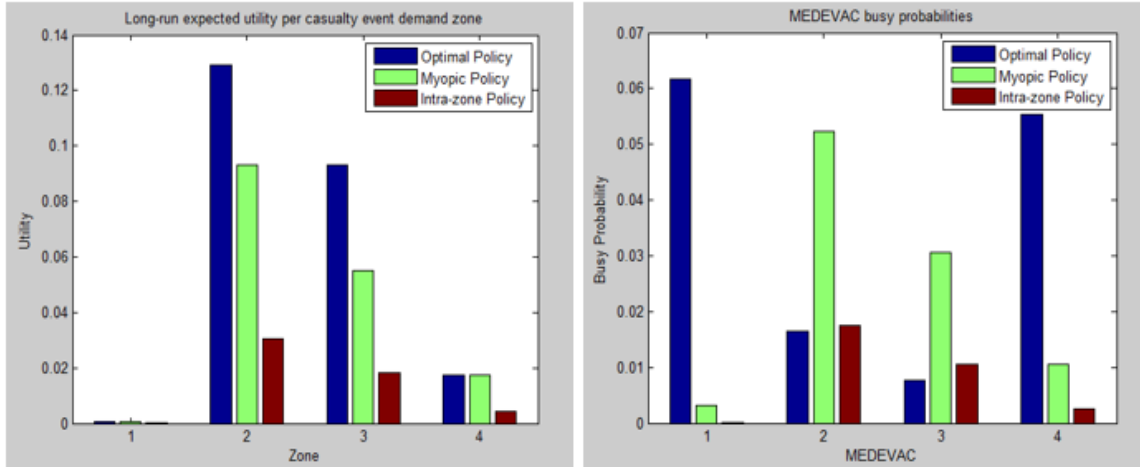 Long-run expected utility per casualty event demand zone
0.14
0.12
0.1
0.08
0.06
0.04
0.02
0
Utility
Optimal Policy
Myopic Policy
Intra-zone Policy
1 2 3 4
Zone
MEDEVAC busy probabilities
0.07
0.06
0.05
0.04
0.03
0.02
0.01
0
Busy Probability
Optimal Policy
Myopic Policy
Intra-zone Policy
1 2 3 4
MEDEVAC